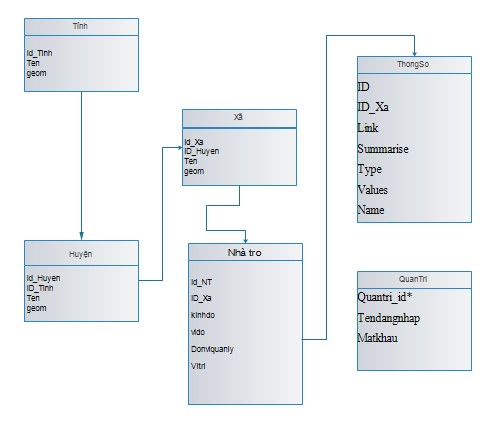 Tỉnh
Id_Tinh
Ten
geom
Huyện
Id_Huyen
ID_Tinh
Ten
geom
Xã
Id_Xa
ID_Huyen
Ten
geom
Nhà tro
Id_NT
ID_Xa
kinhdo
vido
Donviquanly
Vitri
ThongSo
ID
ID_Xa
Link
Summarise
Type
Values
Name
QuanTri
Quantri_id*
Tendangnhap
Matkhau